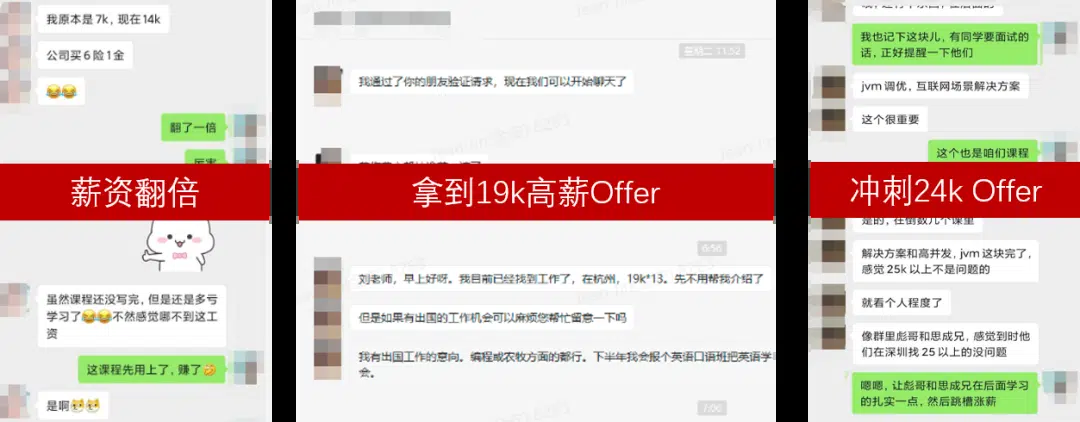 我原本是7k，现在14k
公司买6险1金
翻了一倍
厉害
薪资翻倍
虽然课程还没写完，但是还是多亏
学习了😂😂不然感觉哪不到这工
资
这课程先用上了，赚了
是啊
星期二 11:52
我通过了你的朋友验证请求，现在我们可以开始聊天了
拿到19k高薪Offer
6:56
刘老师，早上好呀。我目前已经找到工作了，在杭州，19k*13。先不用帮我介绍了
但是如果有出国的工作机会可以麻烦您帮忙留意一下吗
我有出国工作的意向。编程或农牧方面的都行。下半年我会报个英语口语班把英语学
会。
7:06
我也记下这块儿，有同学要面试的
话，正好提醒一下他们
jvm调优，互联网场景解决方案
这个很重要
这个也是咱们课程
冲刺24k Offer
是的，在倒数几个课里
解决方案和高并发，jvm这块完了，
感觉25k以上不是问题的
就看个人程度了
像群里彪哥和思成兄，感觉到时他
们在深圳找25以上的没问题
嗯嗯，让彪哥和思成兄在后面学习
的扎实一点，然后跳槽涨薪